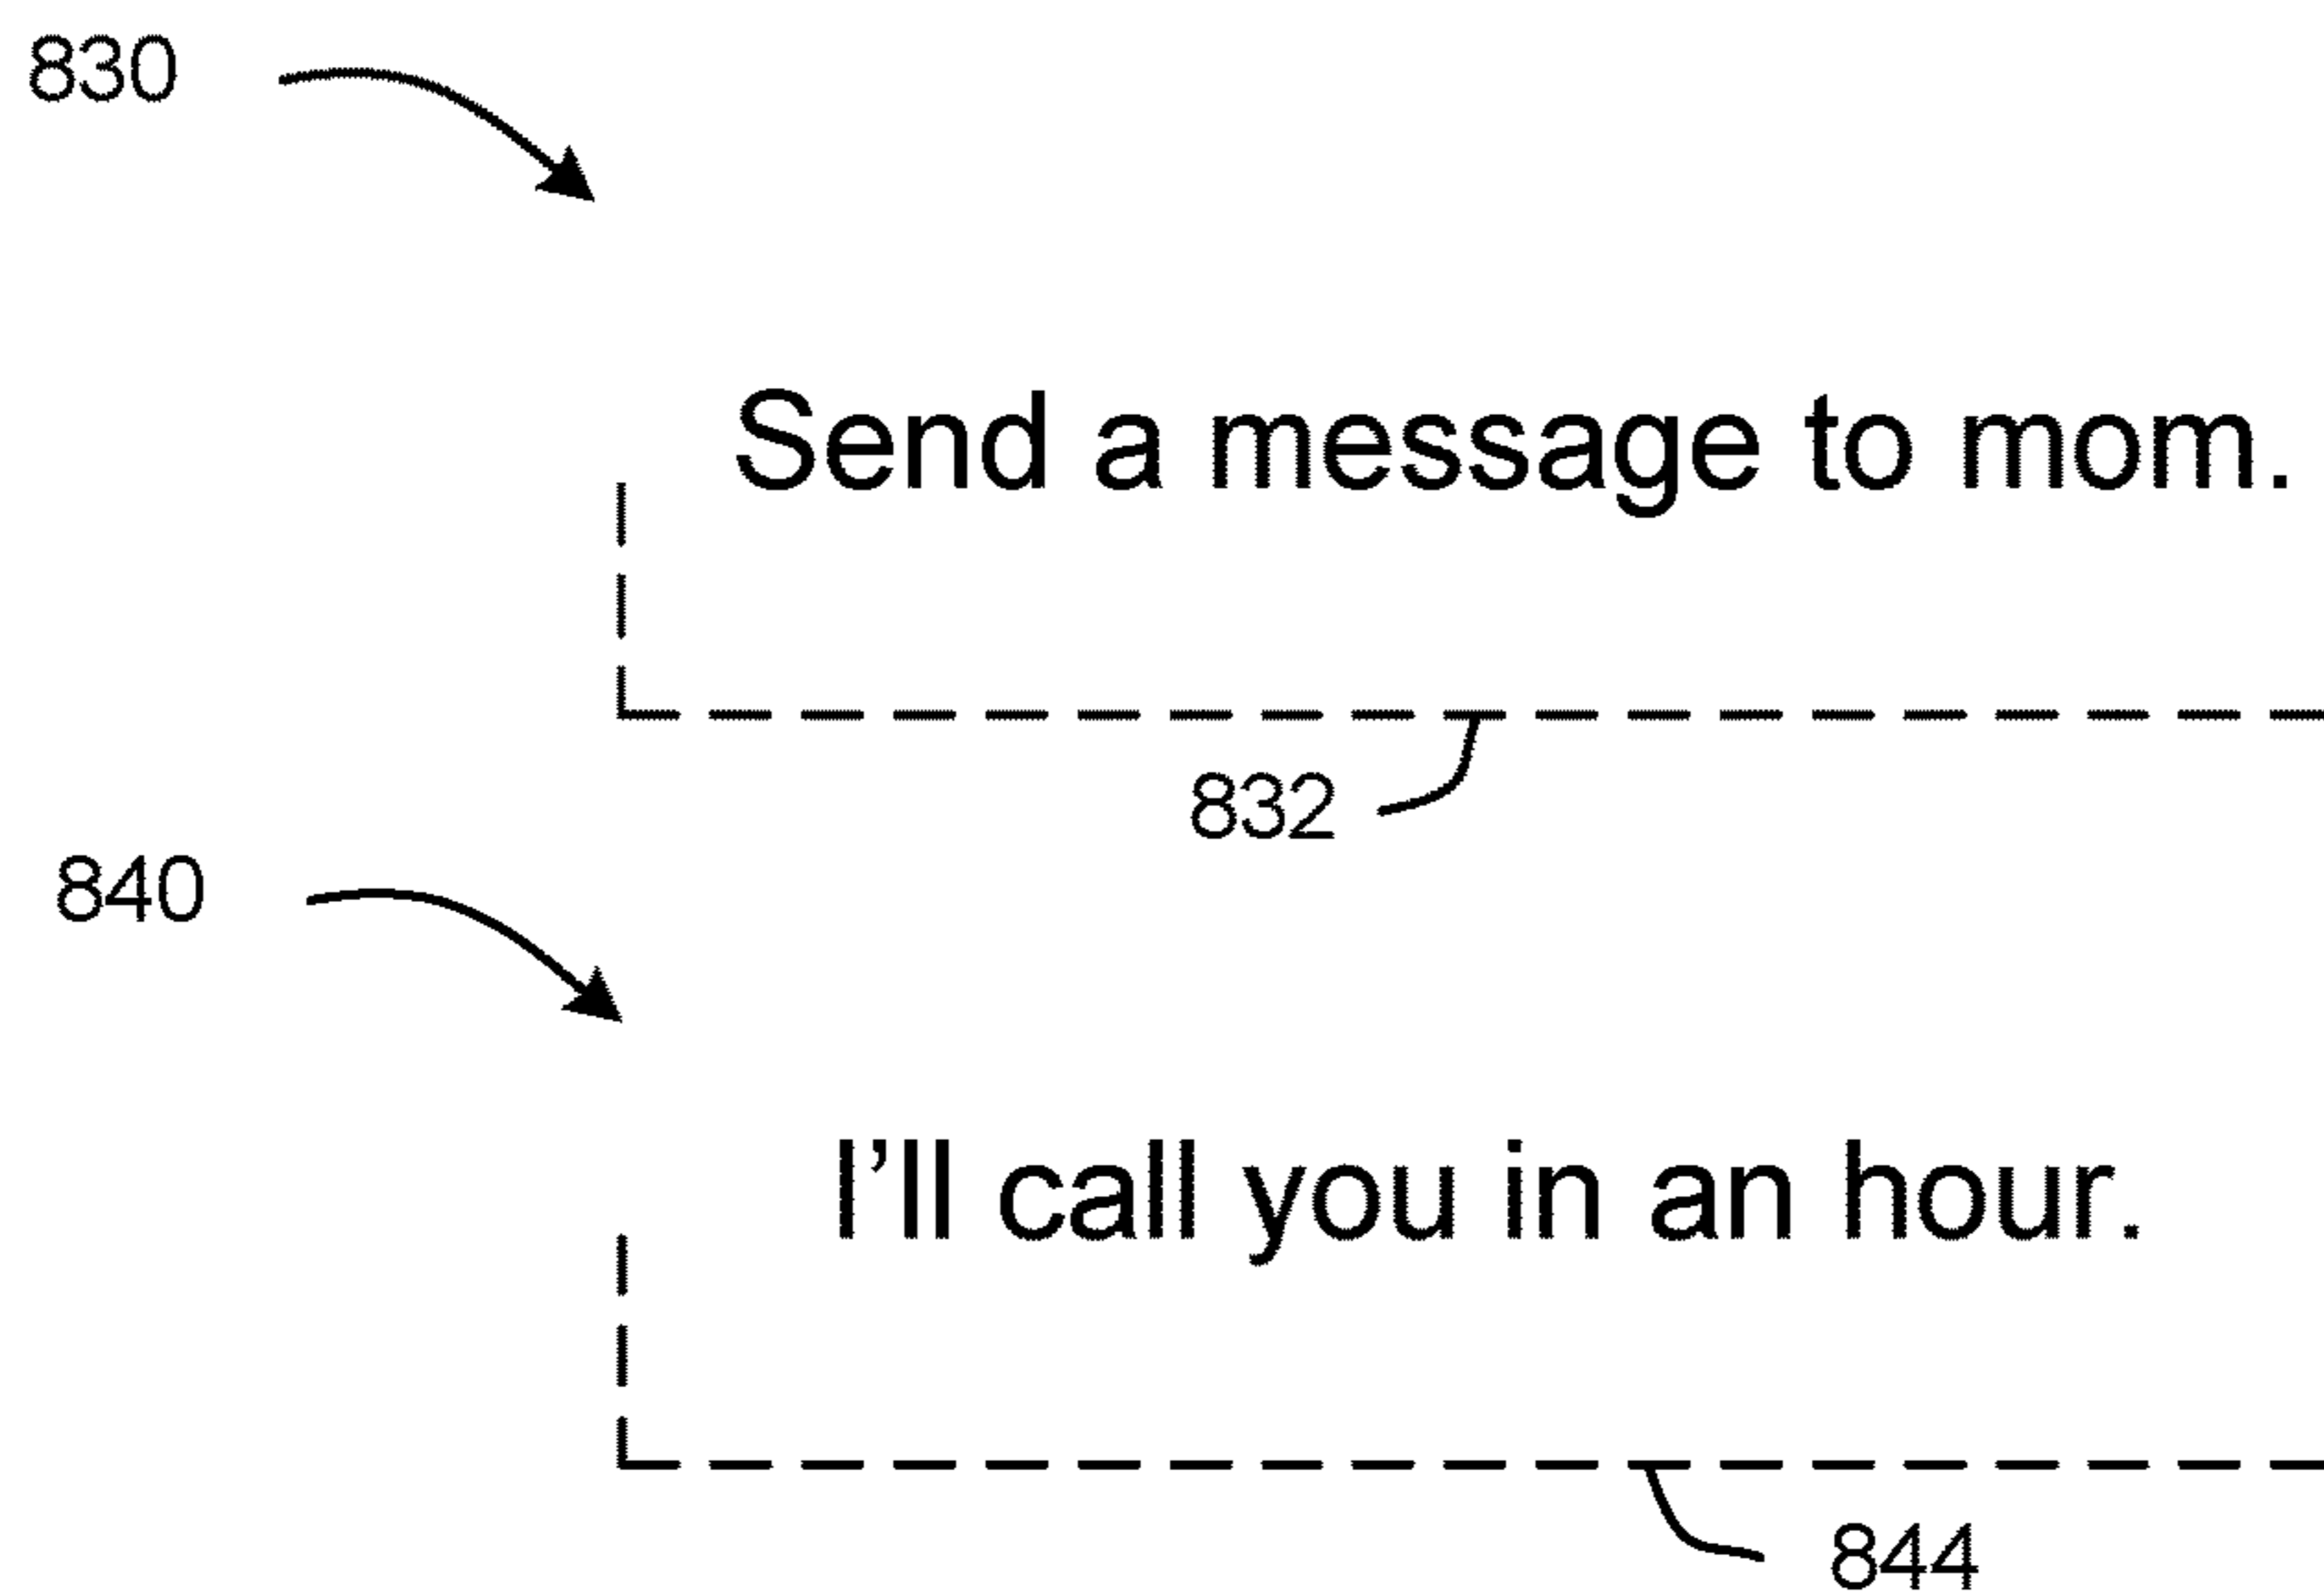 830
Send a message to mom.
832
840
I’ll call you in an hour.
844